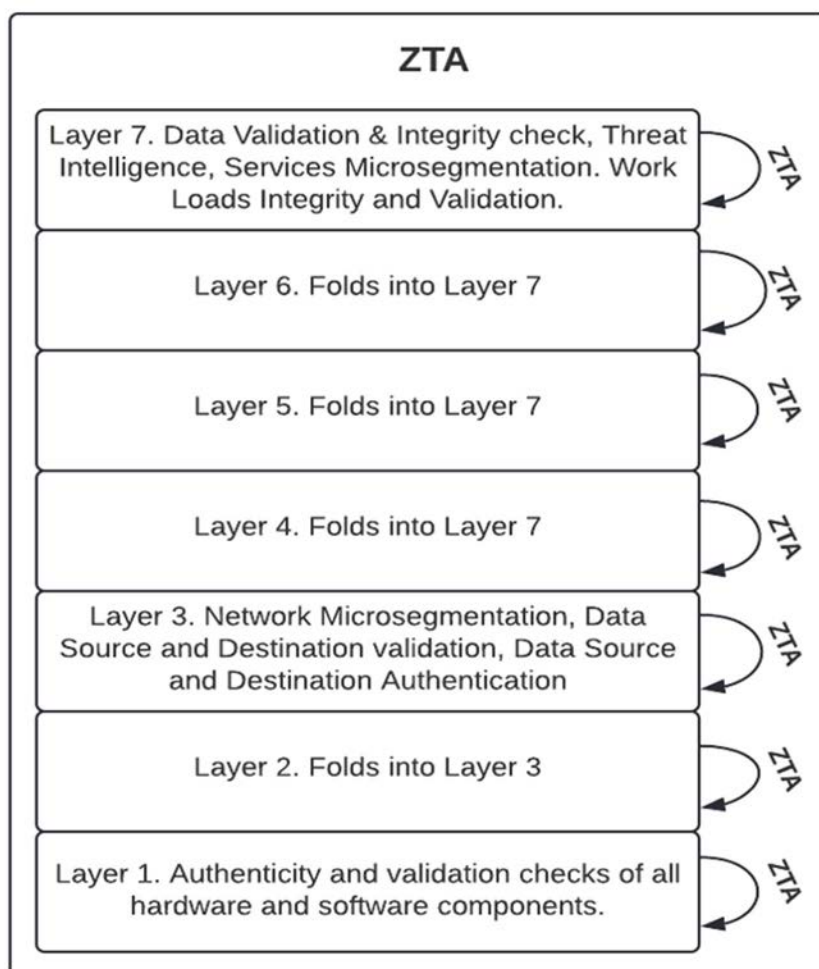 ZTA
Layer 7. Data Validation & Integrity check, Threat
Intelligence, Services Microsegmentation. Work
Loads Integrity and Validation.
ZTA
Layer 6. Folds into Layer 7
ZTA
Layer 5. Folds into Layer 7
ZTA
Layer 4. Folds into Layer 7
ZTA
Layer 3. Network Microsegmentation, Data
Source and Destination validation, Data Source
and Destination Authentication
ZTA
Layer 2. Folds into Layer 3
ZTA
Layer 1. Authenticity and validation checks of all
hardware and software components.
ZTA